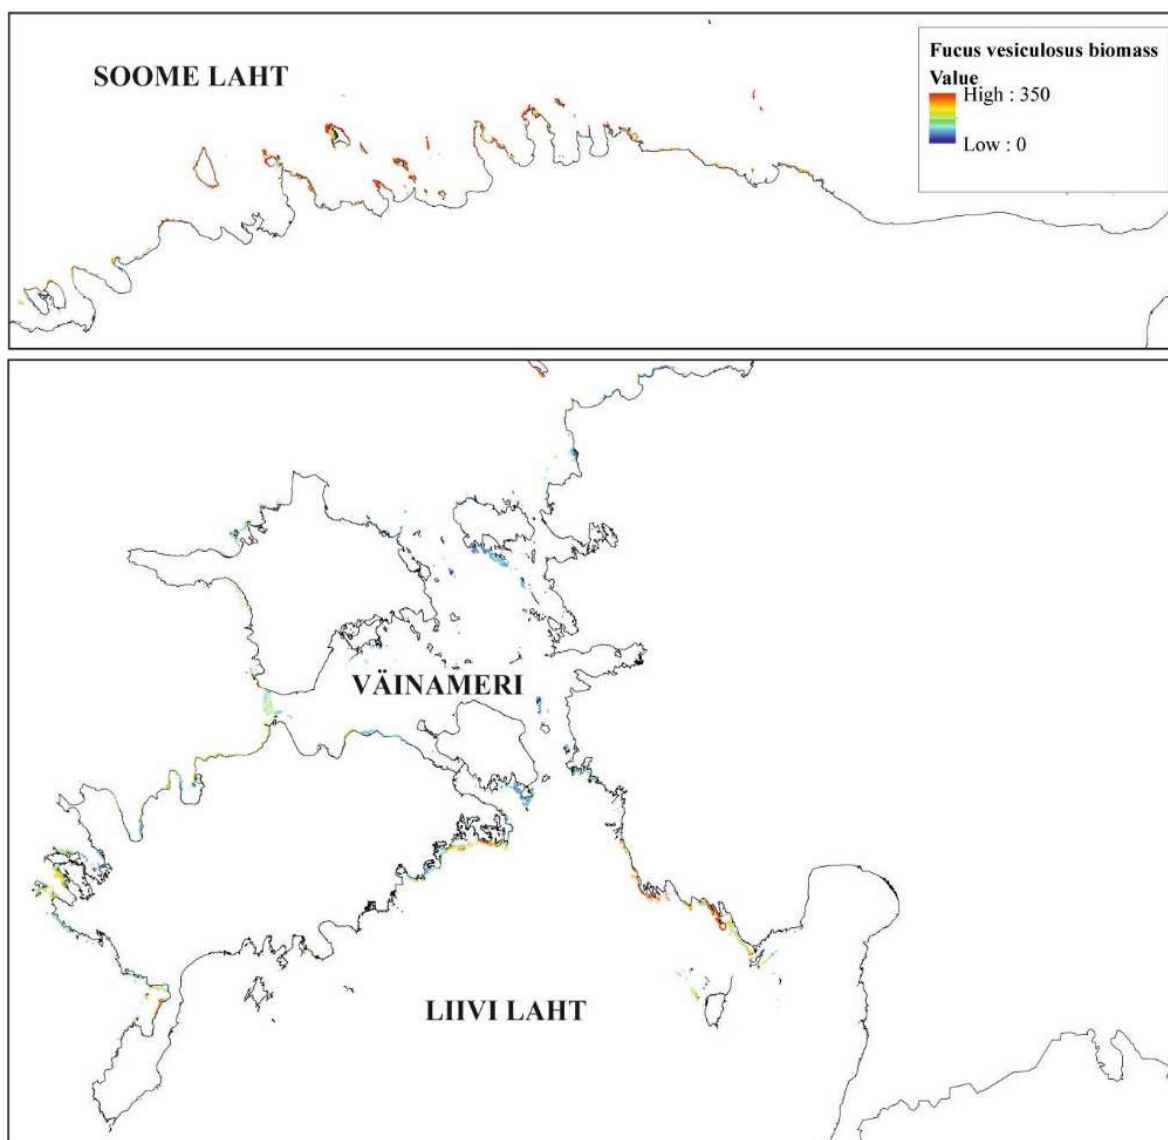 SOOME LAHT
Fucus vesiculosus biomass
Value
High : 350
Low : 0
VÄINAMERI
LIIVI LAHT